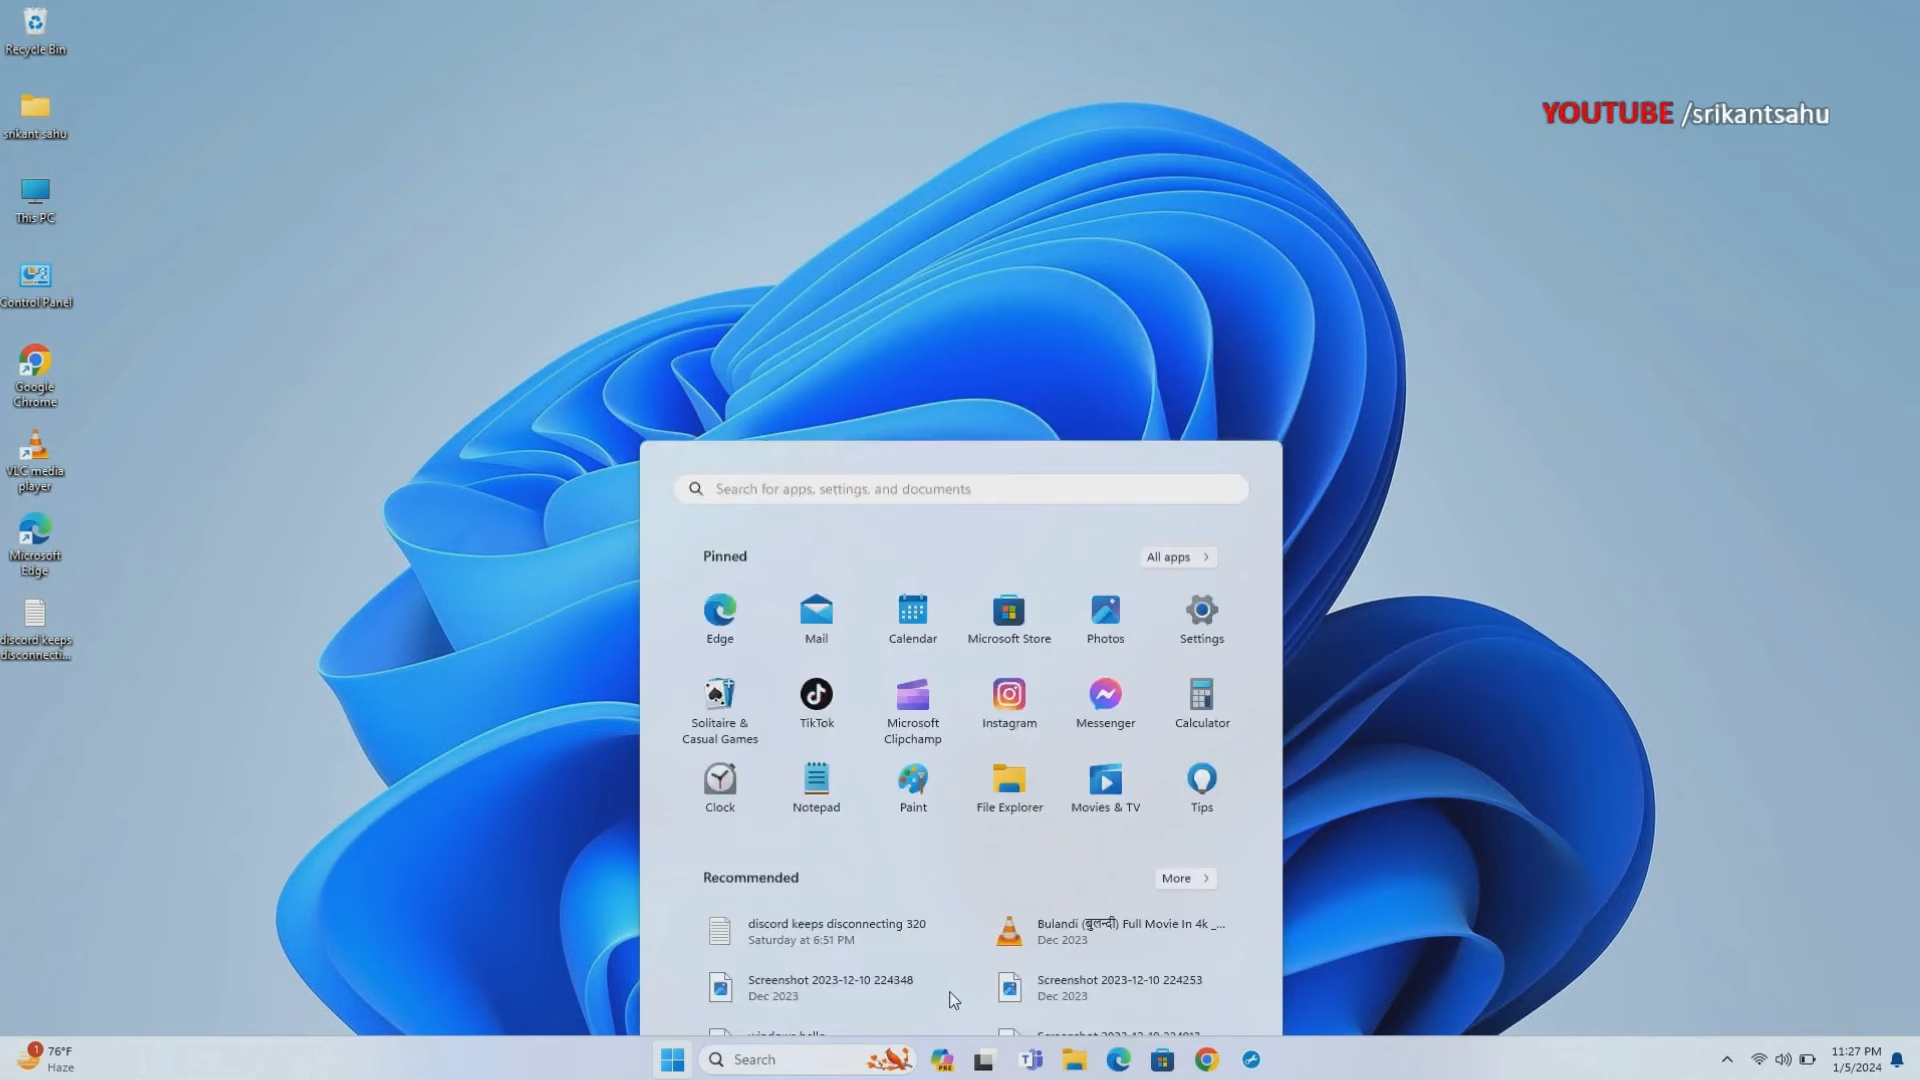 Recycle Bin
srikant sahu
This PC
Control Panel
Google
Chrome
VLC media
player
Microsoft
Edge
discord keeps
disconnecti...
YOUTUBE /srikantsahu
Search for apps, settings, and documents
Pinned
All apps
Edge
Mail
Calendar
Microsoft Store
Photos
Settings
Solitaire &
Casual Games
TikTok
Microsoft
Clipchamp
Instagram
Messenger
Calculator
Clock
Notepad
Paint
File Explorer
Movies & TV
Tips
Recommended
More
discord keeps disconnecting 320
Saturday at 6:51 PM
Bulandi (बुलन्दी) Full Movie In 4k _...
Dec 2023
Screenshot 2023-12-10 224348
Dec 2023
Screenshot 2023-12-10 224253
Dec 2023
windows hello
1
76°F
Haze
Search
PRE
11:27 PM
1/5/2024